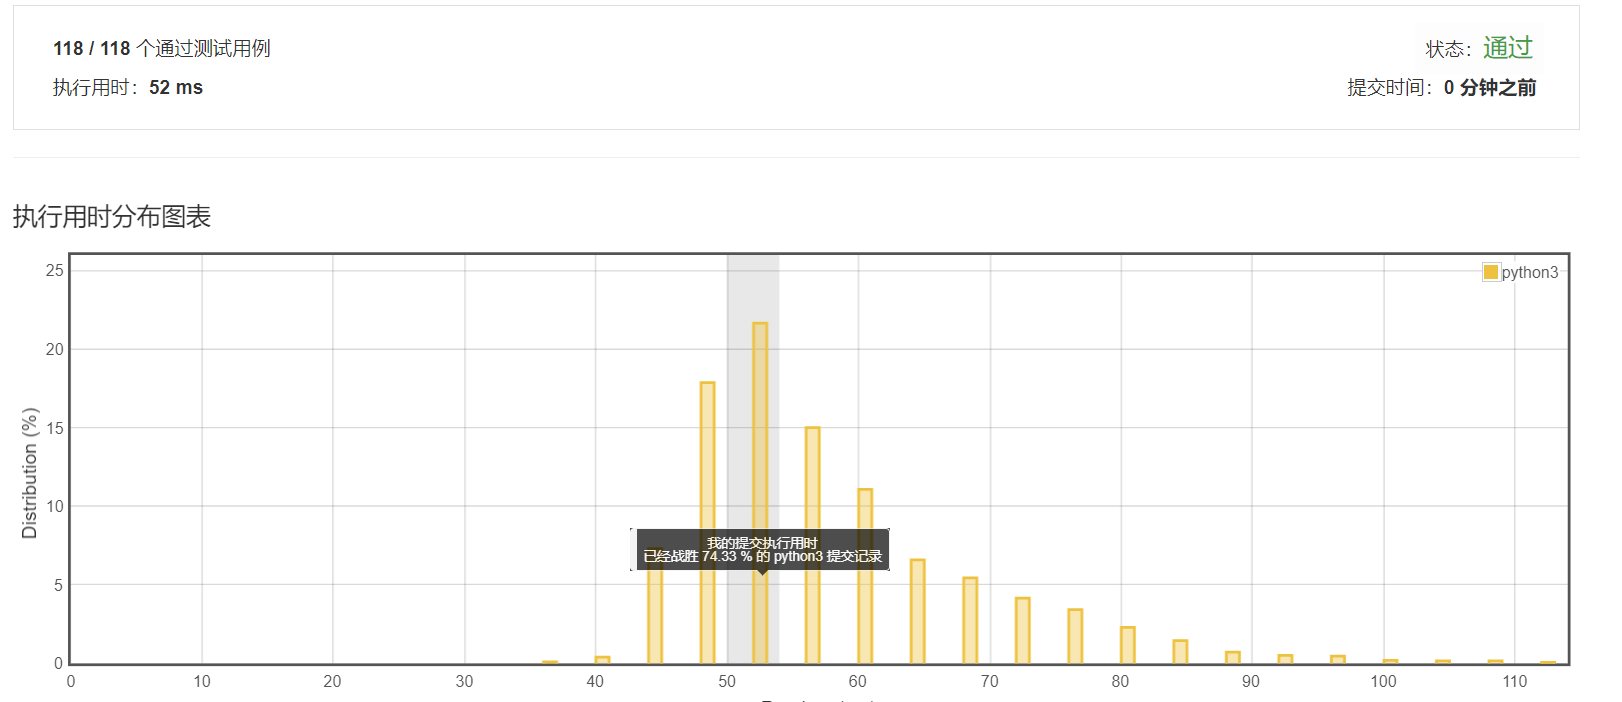 118 / 118 个通过测试用例
状态：通过
执行用时：52 ms
提交时间：0 分钟之前
执行用时分布图表
python3
Distribution (%)
25
20
15
10
5
0
我的提交执行用时
已经战胜 74.33 % 的 python3 提交记录
0 10 20 30 40 50 60 70 80 90 100 110